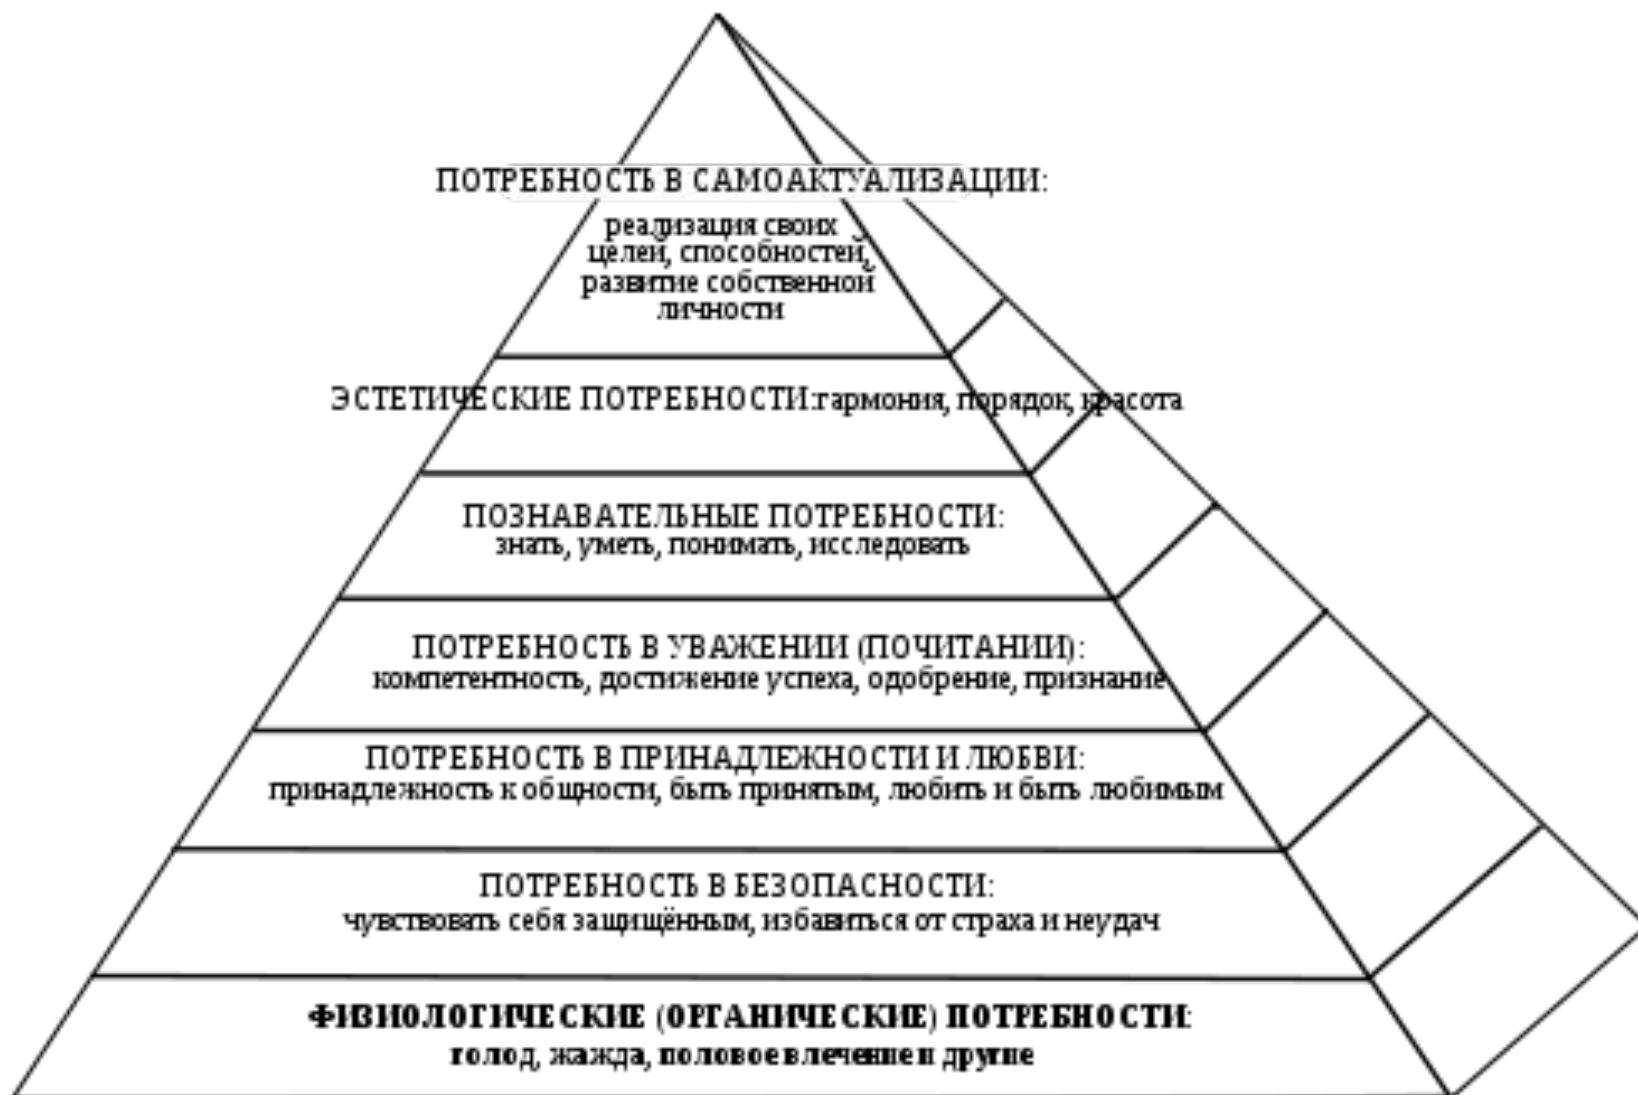 ПОТРЕБНОСТЬ В САМОАКТУАЛИЗАЦИИ:
реализация своих
целей, способностей,
развитие собственной
личности
ЭСТЕТИЧЕСКИЕ ПОТРЕБНОСТИ:гармония, порядок, красота
ПОЗНАВАТЕЛЬНЫЕ ПОТРЕБНОСТИ:
знать, уметь, понимать, исследовать
ПОТРЕБНОСТЬ В УВАЖЕНИИ (ПОЧИТАНИИ):
компетентность, достижение успеха, одобрение, признание
ПОТРЕБНОСТЬ В ПРИНАДЛЕЖНОСТИ И ЛЮБВИ:
принадлежность к общности, быть принятым, любить и быть любимым
ПОТРЕБНОСТЬ В БЕЗОПАСНОСТИ:
чувствовать себя защищённым, избавиться от страха и неудач
ФИЗИОЛОГИЧЕСКИЕ (ОРГАНИЧЕСКИЕ) ПОТРЕБНОСТИ:
голод, жажда, половое влечение и другие